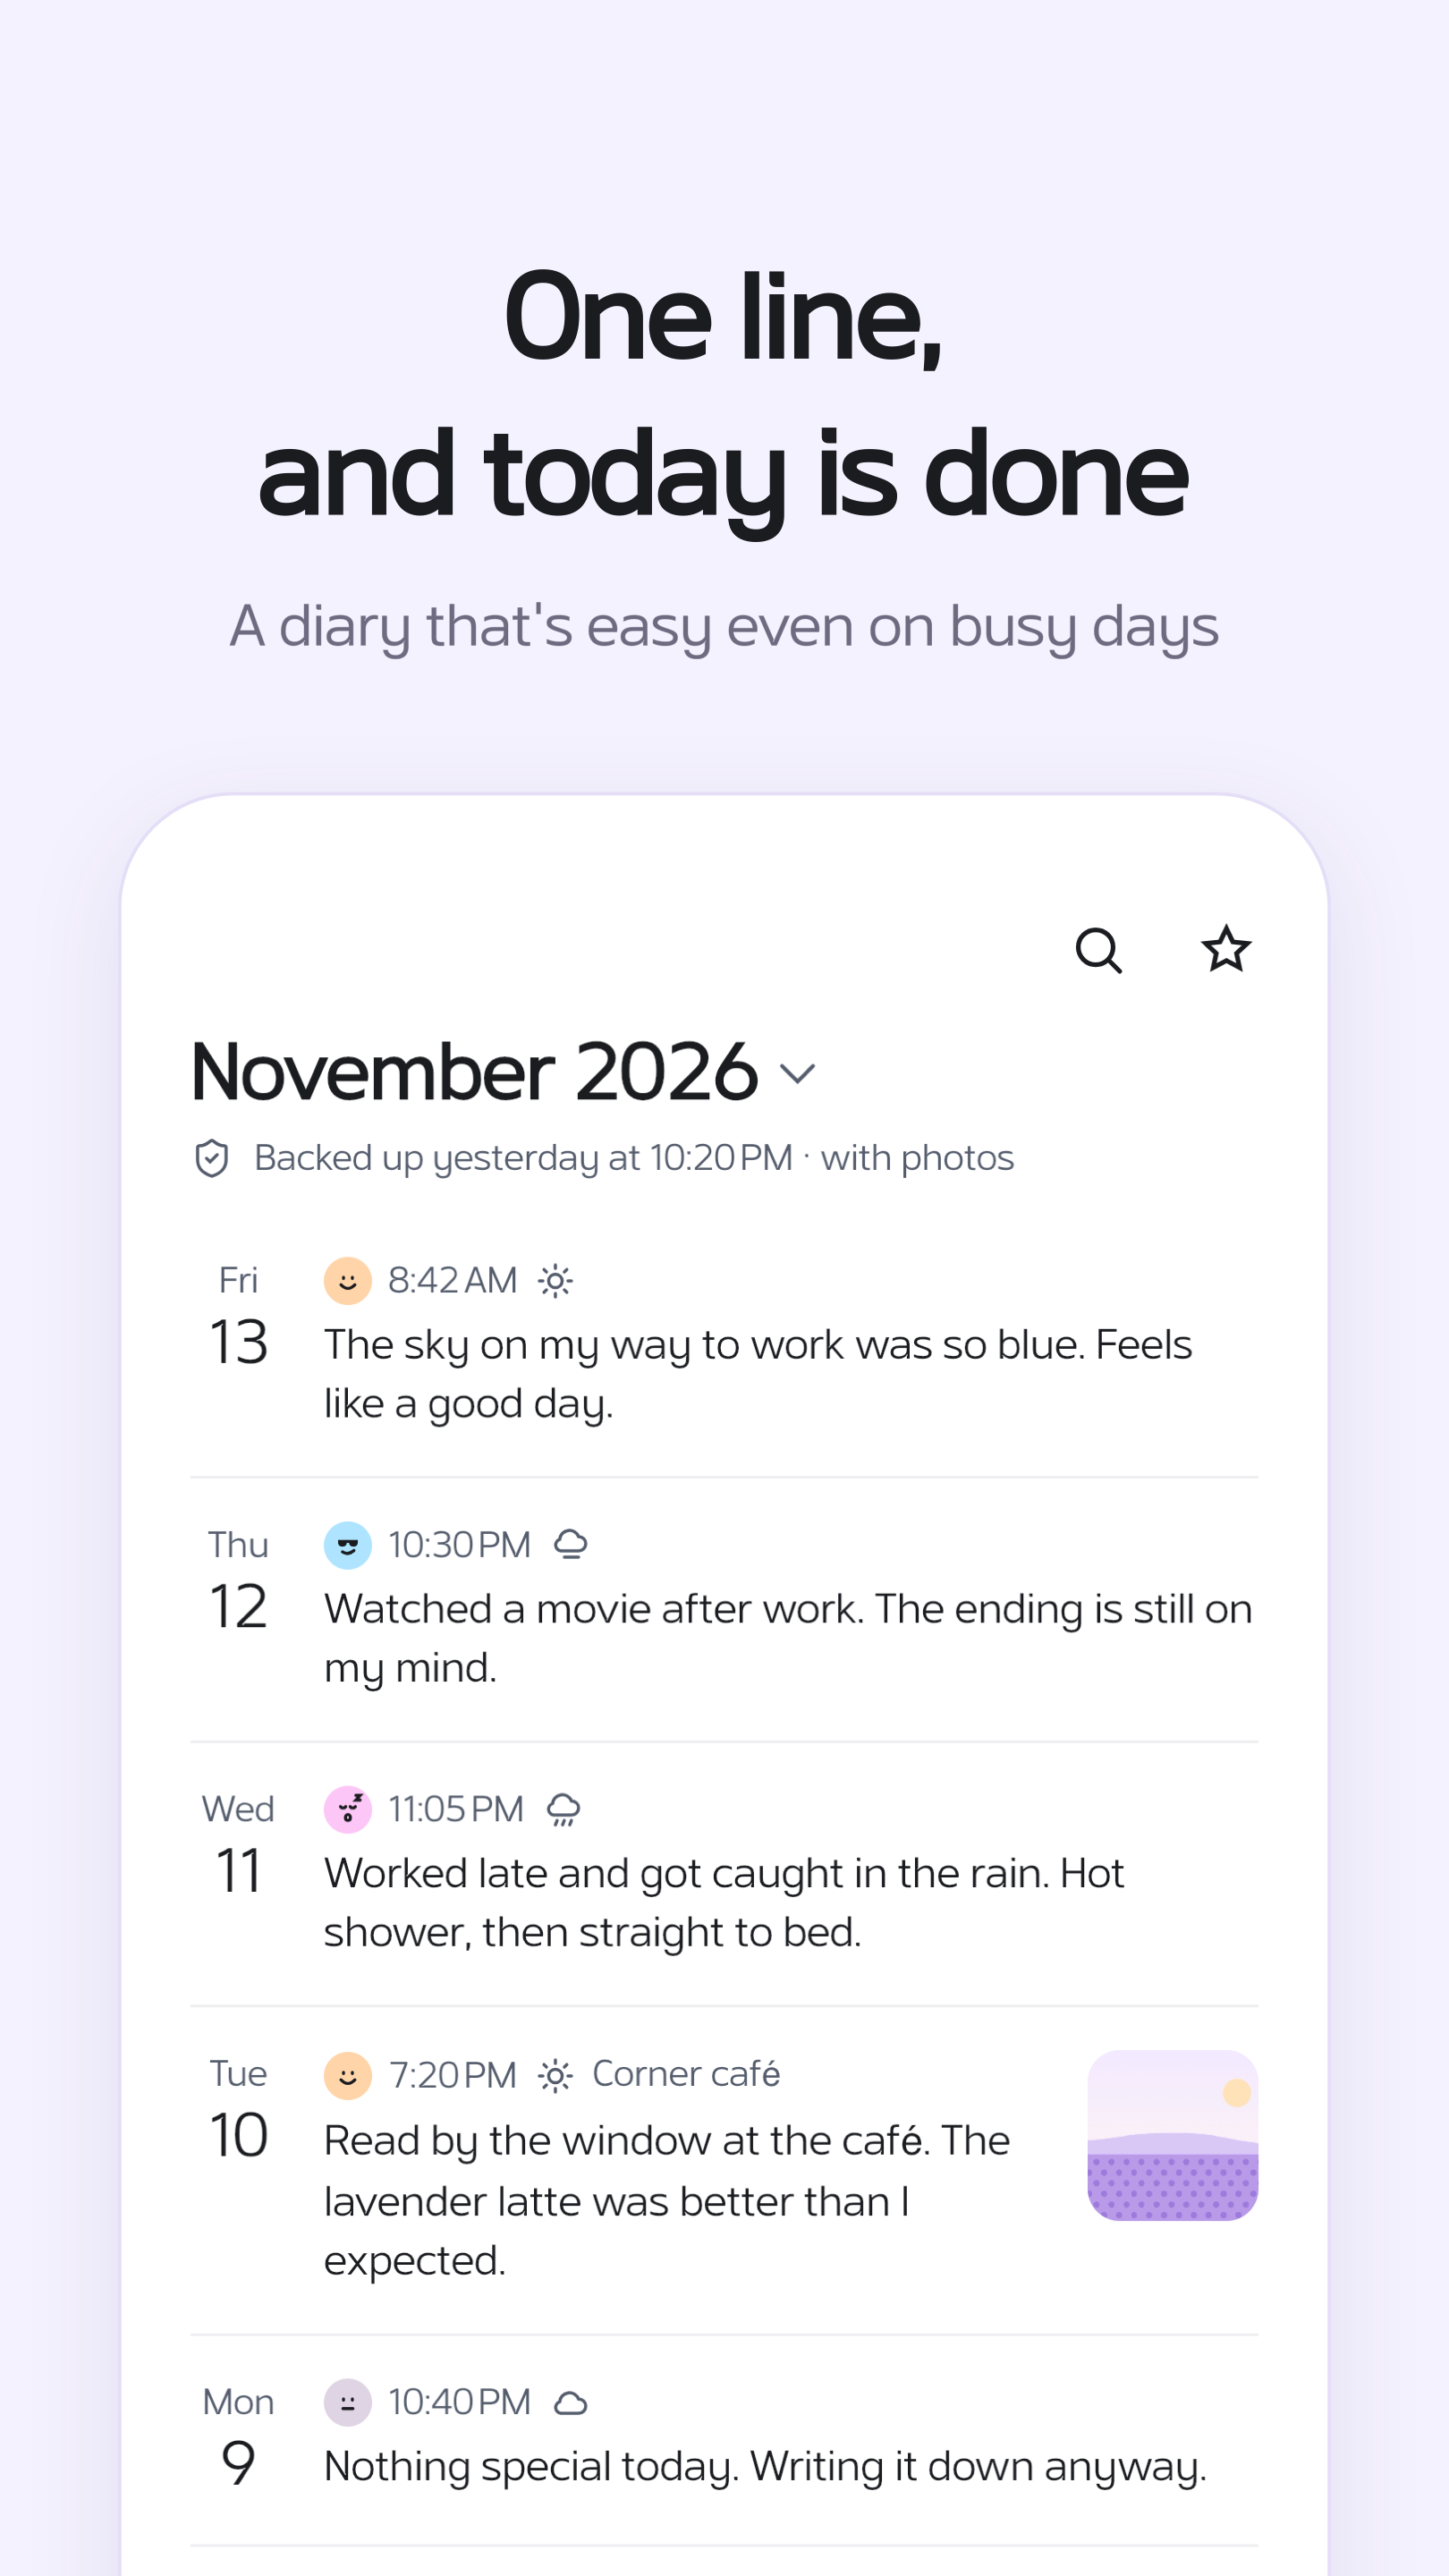 One line,
and today is done
A diary that's easy even on busy days
November 2026
Backed up yesterday at 10:20 PM · with photos
Fri
13
8:42 AM
The sky on my way to work was so blue. Feels
like a good day.
Thu
12
10:30 PM
Watched a movie after work. The ending is still on
my mind.
Wed
11
11:05 PM
Worked late and got caught in the rain. Hot
shower, then straight to bed.
Tue
10
7:20 PM Corner café
Read by the window at the café. The
lavender latte was better than I
expected.
Mon
9
10:40 PM
Nothing special today. Writing it down anyway.